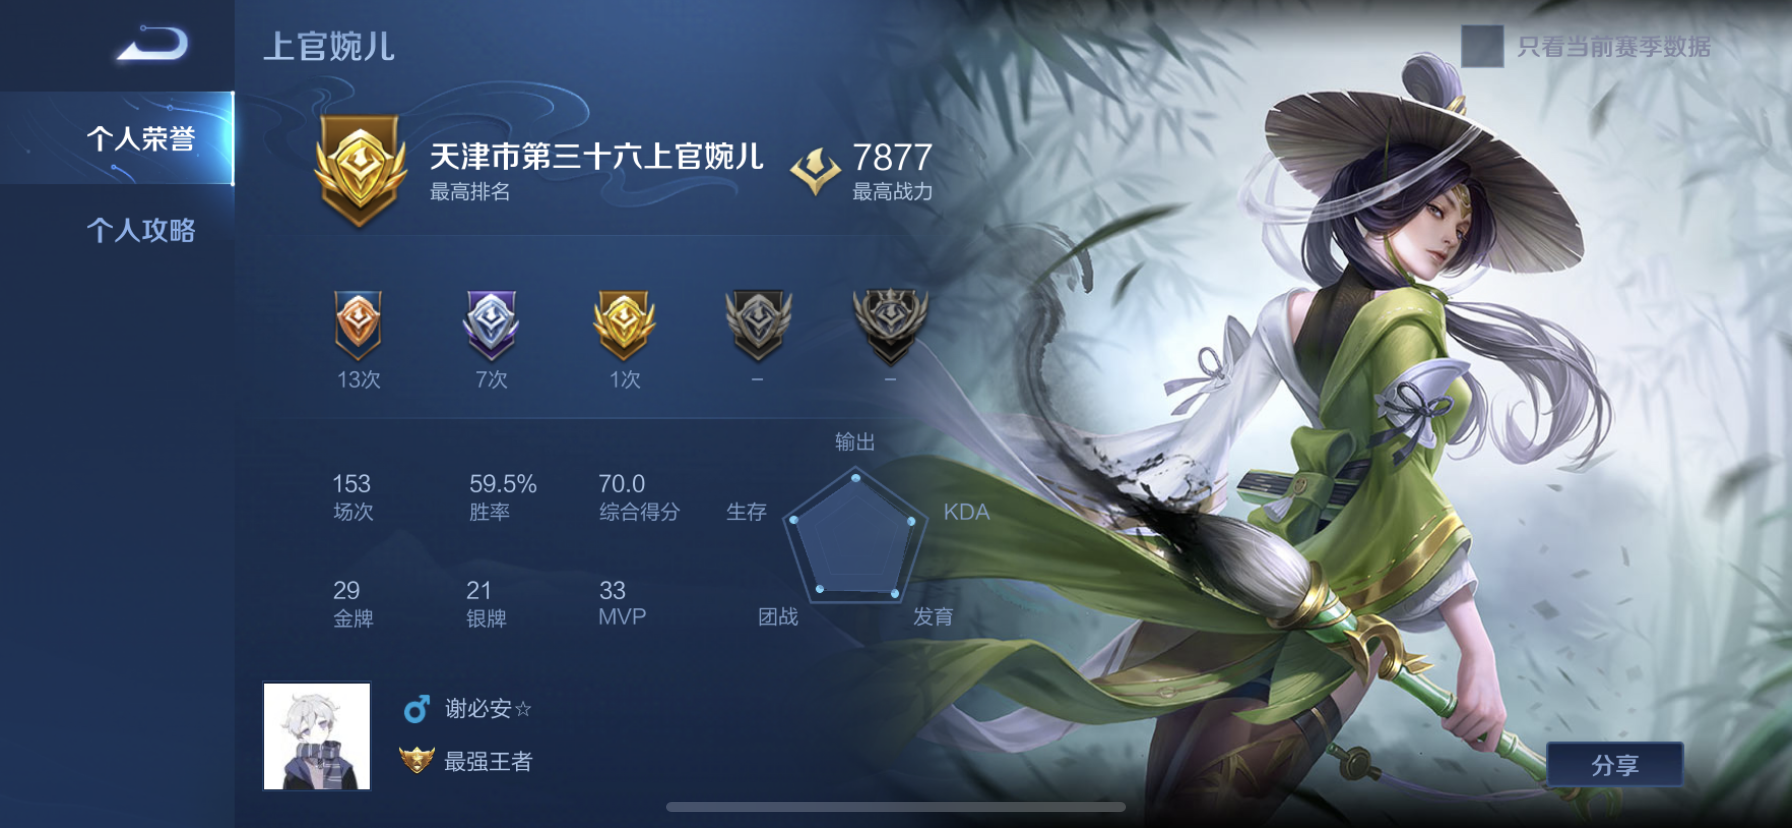 上官婉儿
只看当前赛季数据
个人荣誉
个人攻略
天津市第三十六上官婉儿
最高排名
7877
最高战力
13次
7次
1次
–
–
153
场次
59.5%
胜率
70.0
综合得分
29
金牌
21
银牌
33
MVP
输出
生存
KDA
团战
发育
谢必安☆
最强王者
分享